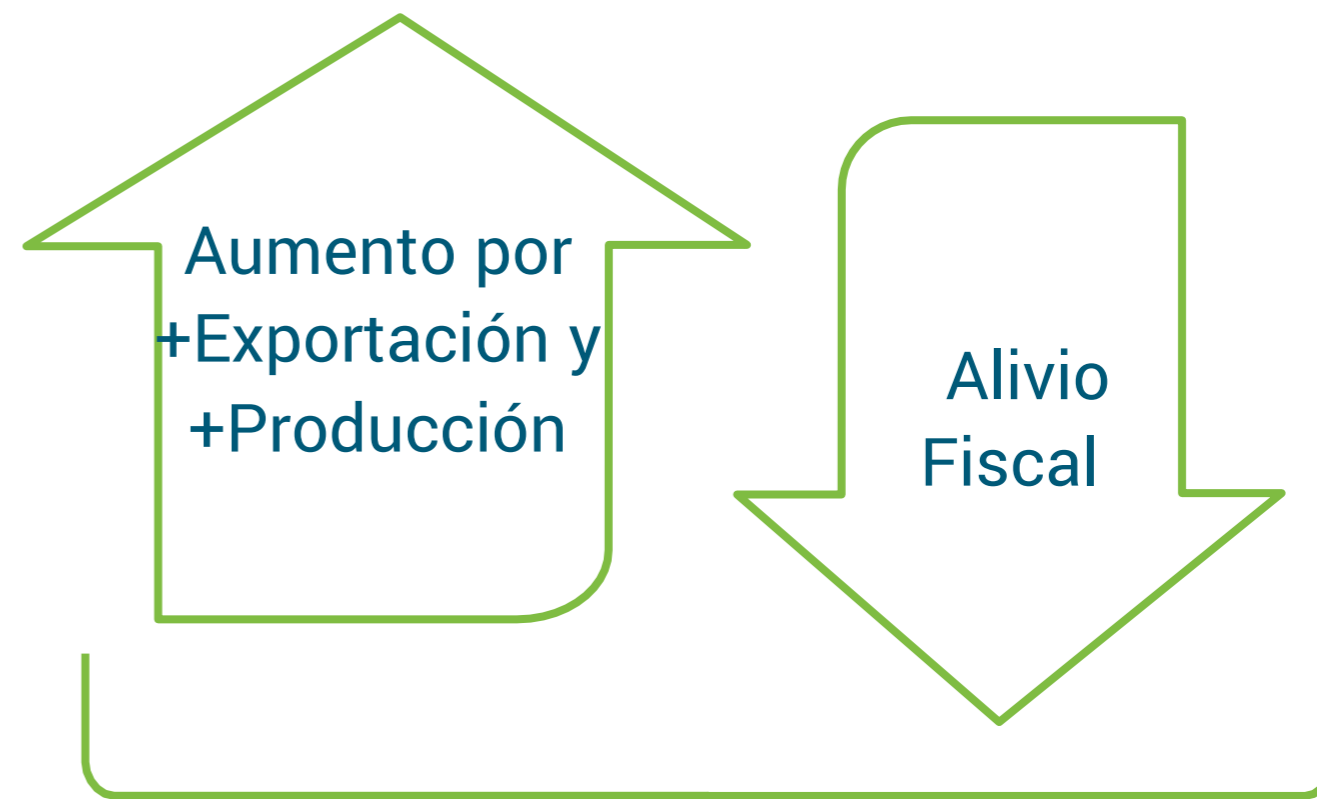 Aumento por
+Exportación y
+Producción
Alivio
Fiscal